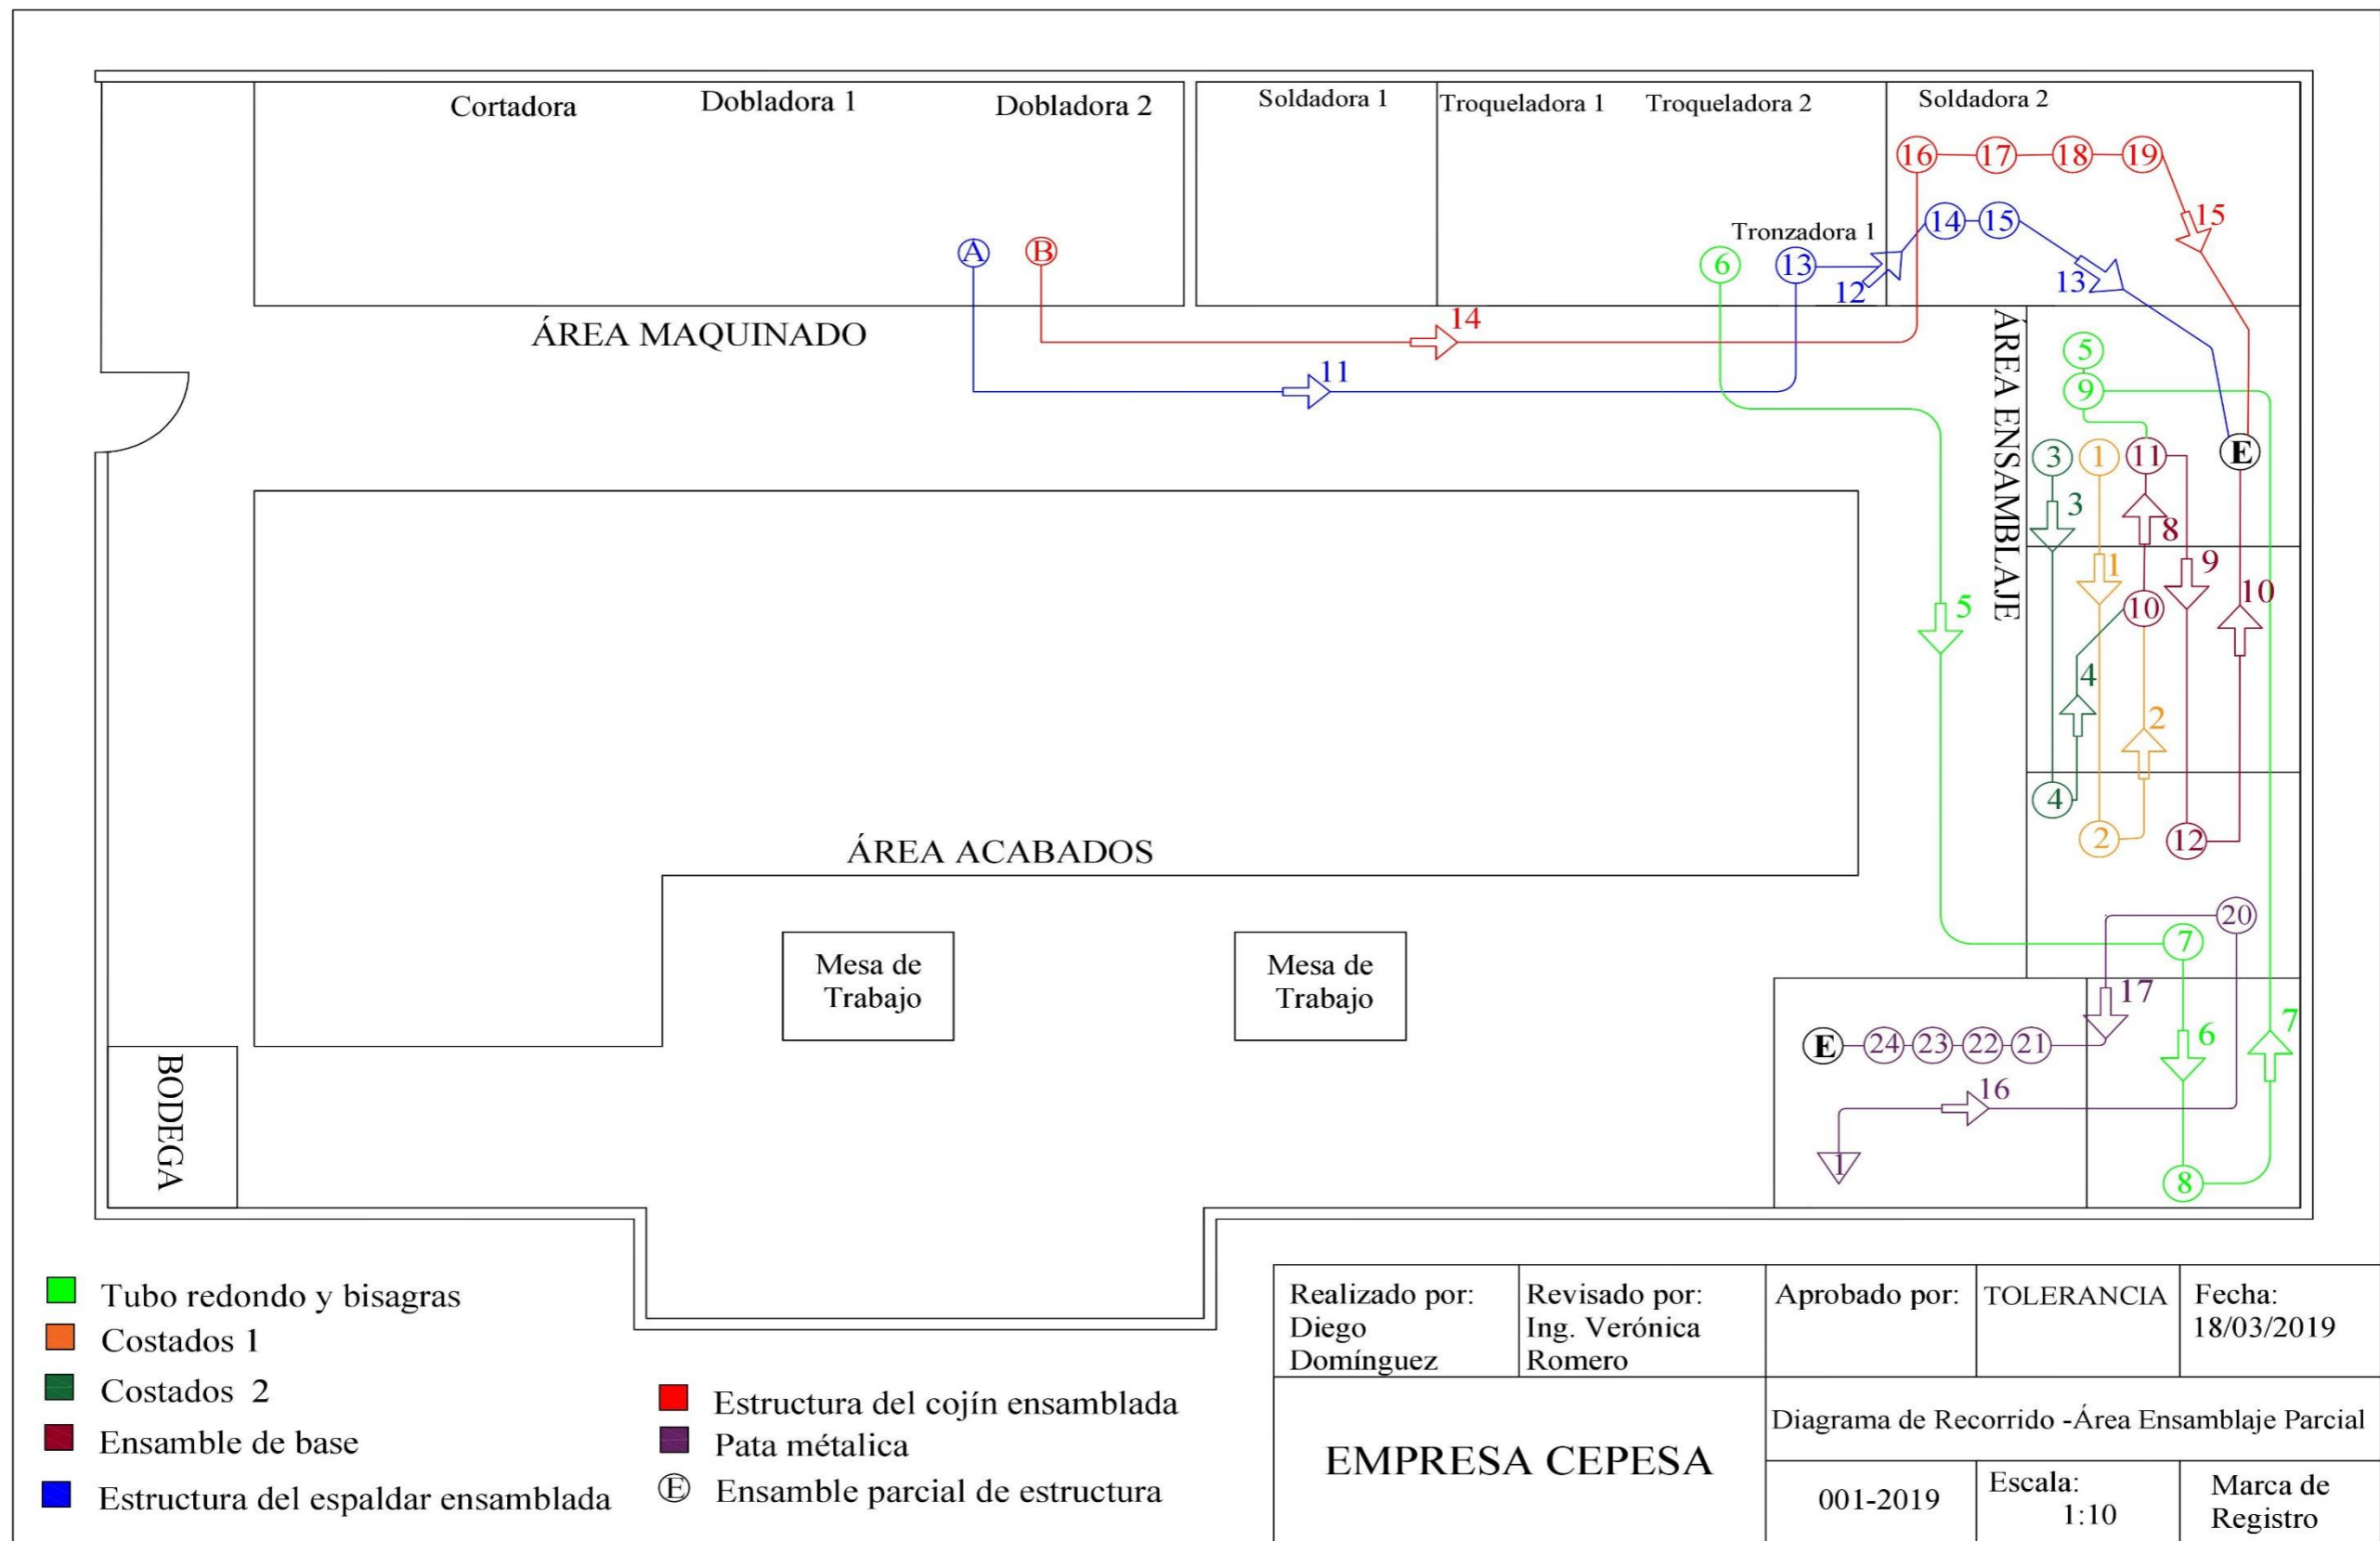 Cortadora
Dobladora 1
Dobladora 2
Soldadora 1
Troqueladora 1
Troqueladora 2
Soldadora 2
16
17
18
19
15
14
15
Tronzadora 1
A
B
6
13
12
13
ÁREA MAQUINADO
14
11
ÁREA ENSAMBLAJE
5
9
3
1
11
E
3
8
1
9
10
5
10
4
2
4
2
12
ÁREA ACABADOS
20
7
Mesa de
Trabajo
Mesa de
Trabajo
17
E
24
23
22
21
6
7
16
1
8
BODEGA
Tubo redondo y bisagras
Costados 1
Costados 2
Ensamble de base
Estructura del espaldar ensamblada
Estructura del cojín ensamblada
Pata métalica
E Ensamble parcial de estructura
Realizado por:
Diego
Domínguez
Revisado por:
Ing. Verónica
Romero
Aprobado por:
TOLERANCIA
Fecha:
18/03/2019
EMPRESA CEPESA
Diagrama de Recorrido -Área Ensamblaje Parcial
001-2019
Escala:
1:10
Marca de
Registro